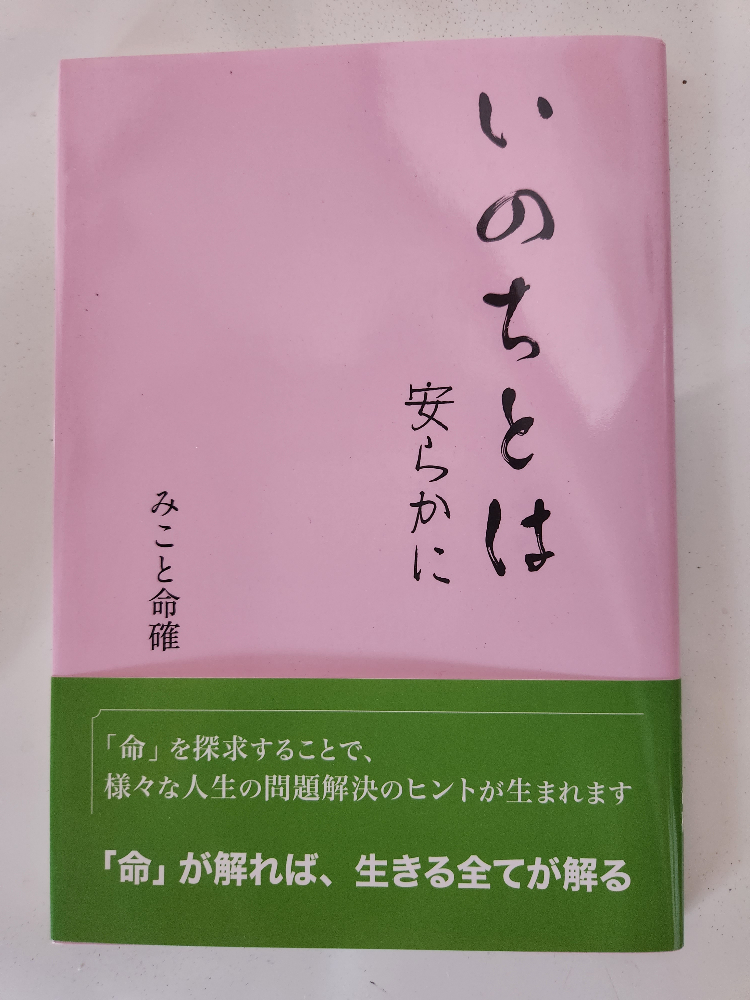 いのちとは
安らかに
みこと命確
「命」を探求することで、
様々な人生の問題解決のヒントが生まれます
「命」が解れば、生きる全てが解る